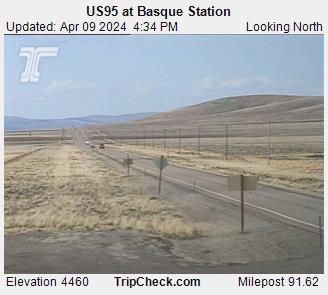 US95 at Basque Station
Updated: Apr 09 2024 4:34 PM Looking North
Elevation 4460 TripCheck.com Milepost 91.62